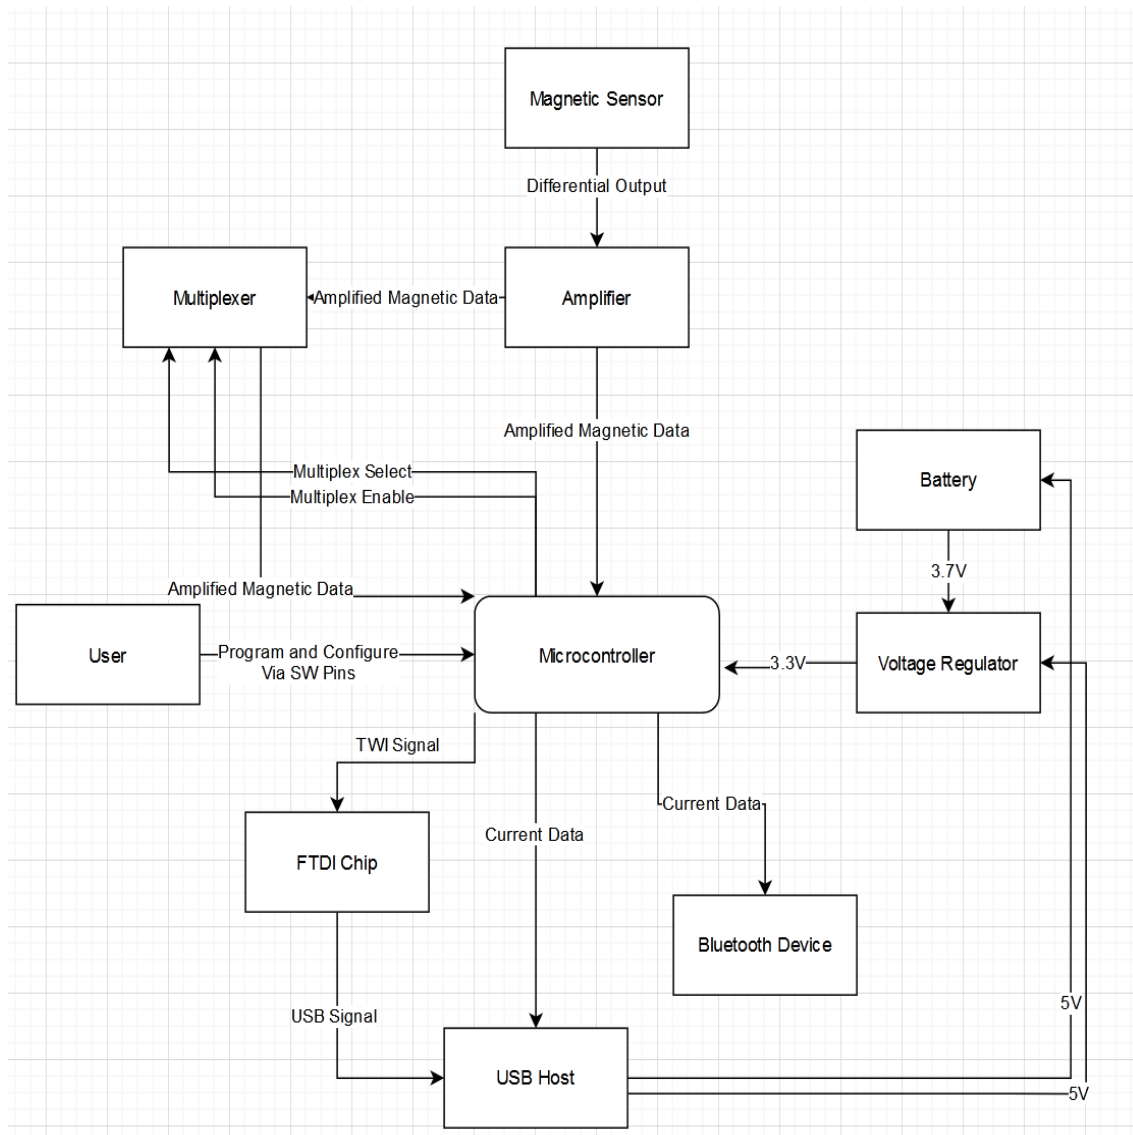 Magnetic Sensor
Differential Output
Multiplexer
Amplified Magnetic Data
Amplifier
Amplified Magnetic Data
Multiplex Select
Multiplex Enable
Battery
3.7V
Amplified Magnetic Data
User
Program and Configure
Via SW Pins
Microcontroller
3.3V
Voltage Regulator
TWI Signal
Current Data
Current Data
FTDI Chip
Bluetooth Device
USB Signal
5V
USB Host
5V